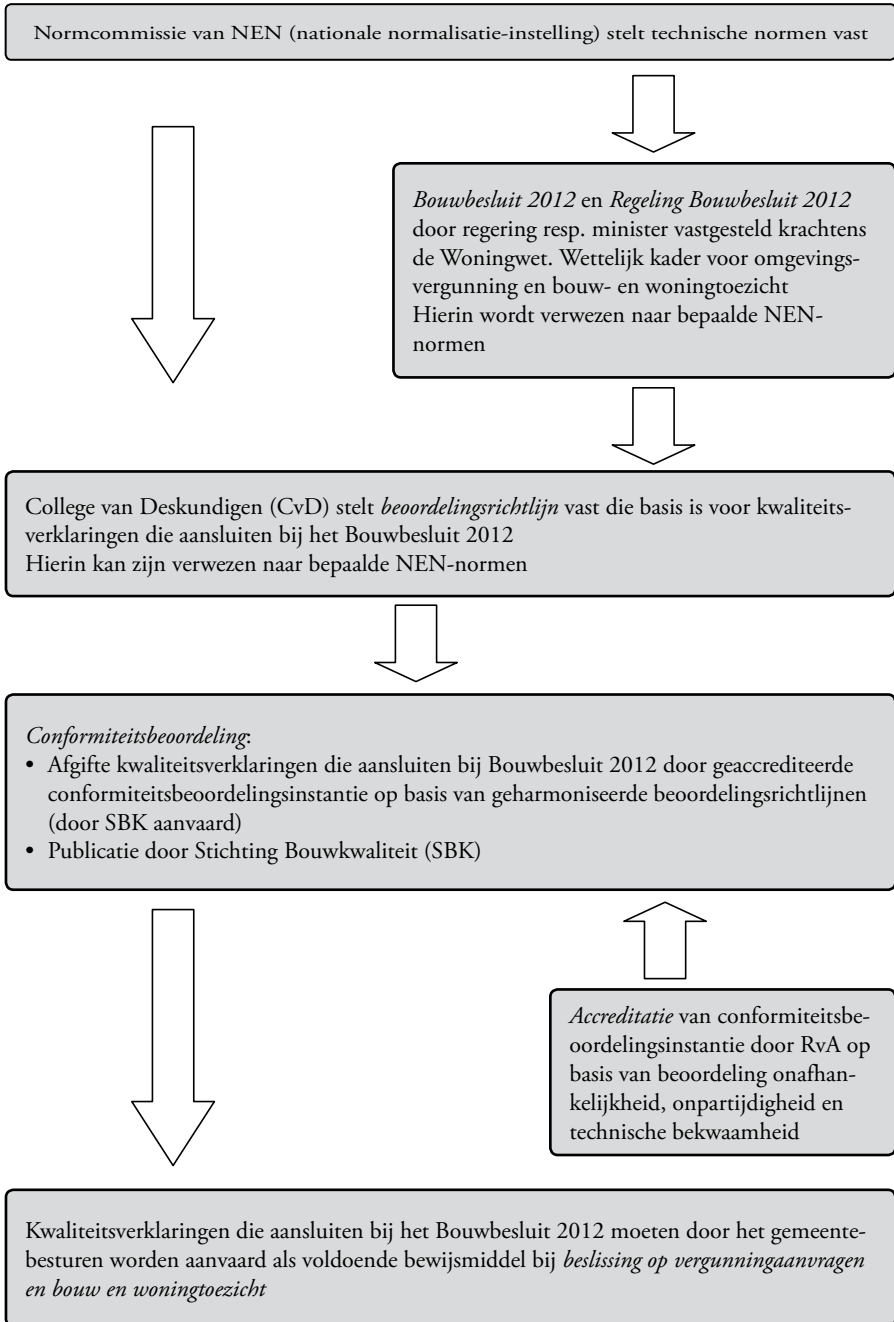 Normcommissie van NEN (nationale normalisatie-instelling) stelt technische normen vast
Bouwbesluit 2012 en Regeling Bouwbesluit 2012
door regering resp. minister vastgesteld krachtens
de Woningwet. Wettelijk kader voor omgevings-
vergunning en bouw- en woningtoezicht
Hierin wordt verwezen naar bepaalde NEN-
normen
College van Deskundigen (CvD) stelt beoordelingsrichtlijn vast die basis is voor kwaliteits-
verklaringen die aansluiten bij het Bouwbesluit 2012
Hierin kan zijn verwezen naar bepaalde NEN-normen
Conformiteitsbeoordeling:
• Afgifte kwaliteitsverklaringen die aansluiten bij Bouwbesluit 2012 door geaccrediteerde
conformiteitsbeoordelingsinstantie op basis van geharmoniseerde beoordelingsrichtlijnen
(door SBK aanvaard)
• Publicatie door Stichting Bouwkwaliteit (SBK)
Accreditatie van conformiteitsbe-
oordelingsinstantie door RvA op
basis van beoordeling onafhan-
kelijkheid, onpartijdigheid en
technische bekwaamheid
Kwaliteitsverklaringen die aansluiten bij het Bouwbesluit 2012 moeten door het gemeente-
besturen worden aanvaard als voldoende bewijsmiddel bij beslissing op vergunningaanvragen
en bouw en woningtoezicht